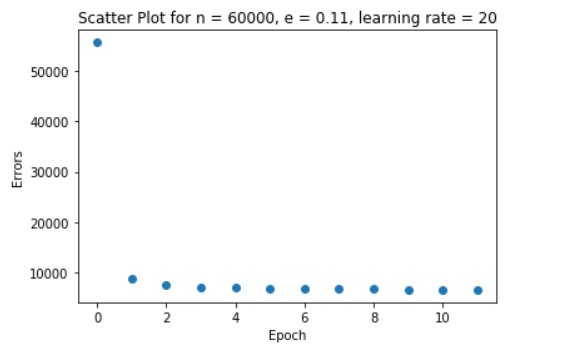 Scatter Plot for n = 60000, e = 0.11, learning rate = 20
50000
40000
30000
20000
10000
Errors
0 2 4 6 8 10
Epoch